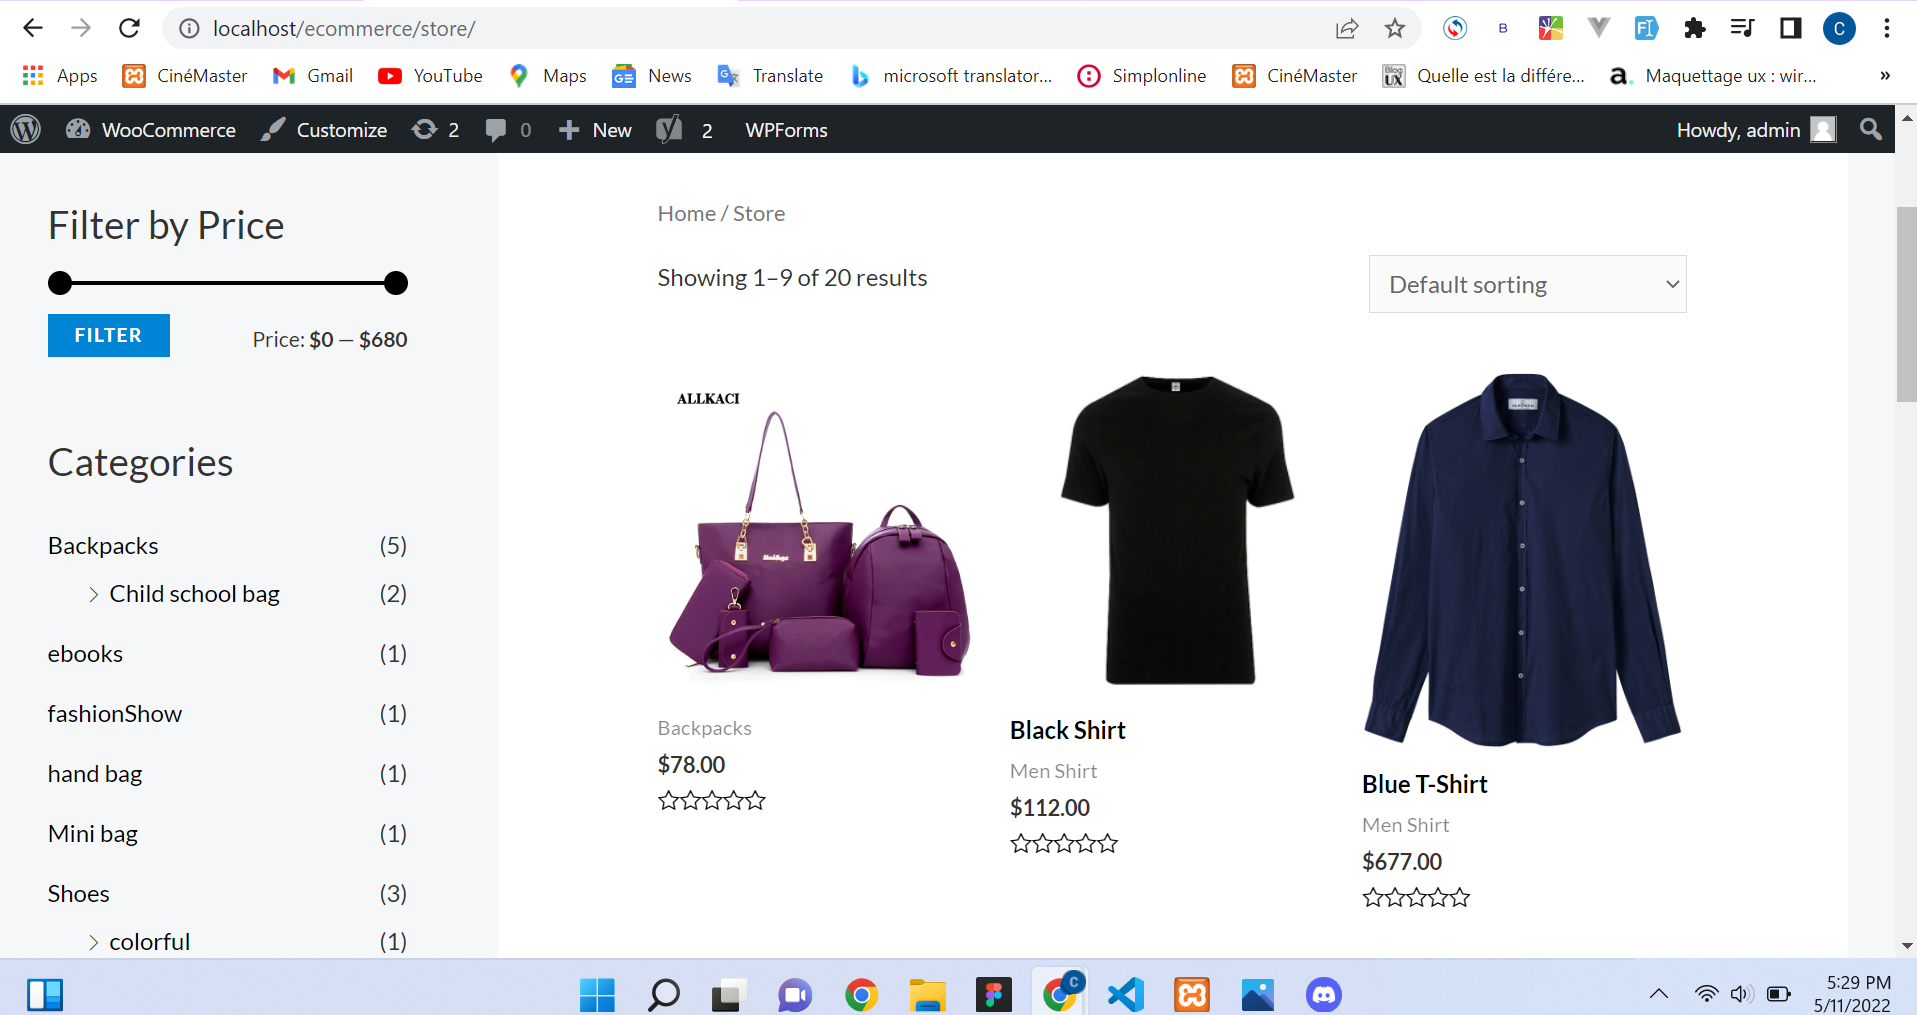 localhost/ecommerce/store/
B
C
Apps
CinéMaster
Gmail
YouTube
Maps
News
Translate
microsoft translator...
Simplonline
CinéMaster
Quelle est la différe...
Maquettage ux : wir...
»
WooCommerce
Customize
2
0
New
2
WPForms
Howdy, admin
Filter by Price
FILTER
Price: $0 — $680
Categories
Backpacks (5)
Child school bag (2)
ebooks (1)
fashionShow (1)
hand bag (1)
Mini bag (1)
Shoes (3)
colorful (1)
Home / Store
Showing 1–9 of 20 results
Default sorting
ALLKACI
Backpacks
$78.00
Black Shirt
Men Shirt
$112.00
Blue T-Shirt
Men Shirt
$677.00
C
5:29 PM
5/11/2022